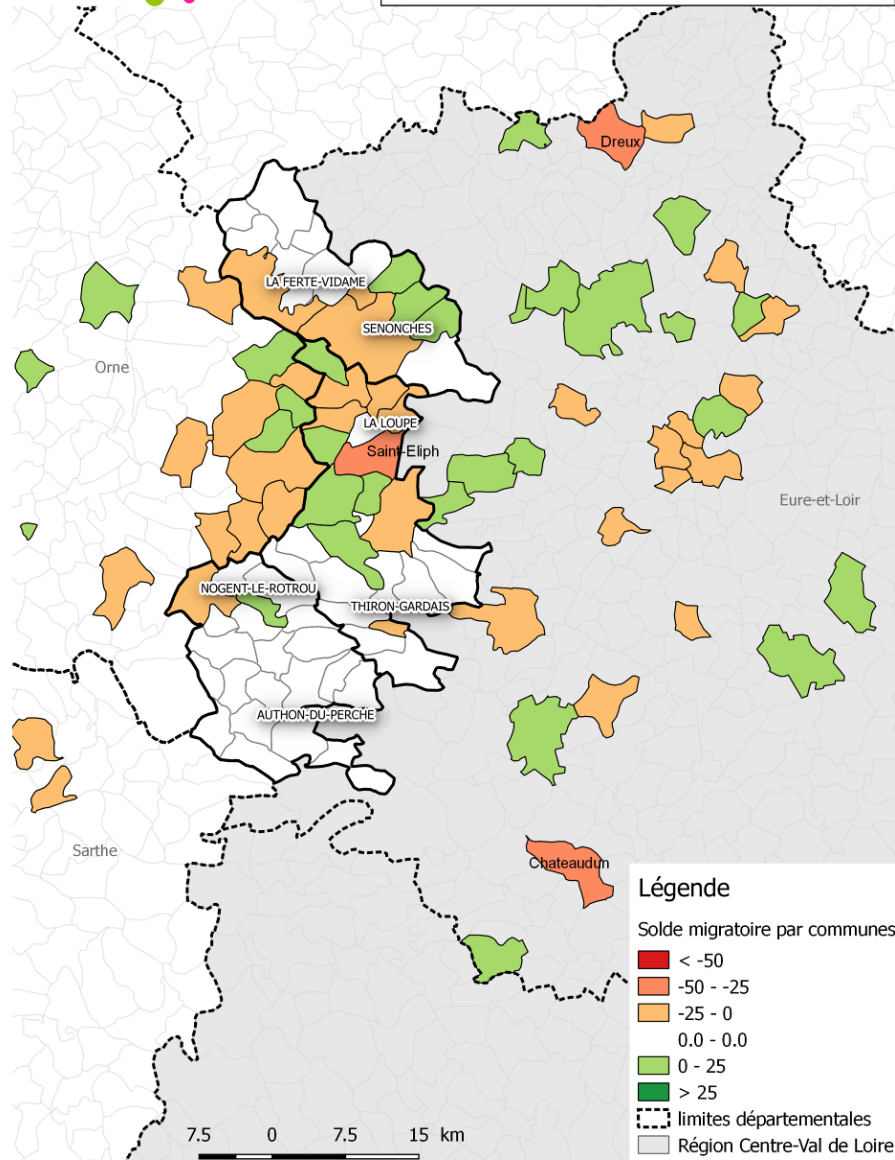 Dreux
LA FERTE-VIDAME
SENONCHES
Orne
LA LOUPE
Saint-Eliph
Eure-et-Loir
NOGENT-LE-ROTROU
THIRON-GARDAIS
AUTHON-DU-PERCHE
Sarthe
Chateaudun
Légende
Solde migratoire par communes
< -50
-50 - -25
-25 - 0
0.0 - 0.0
0 - 25
> 25
limites départementales
Région Centre-Val de Loire
7.5 0 7.5 15 km